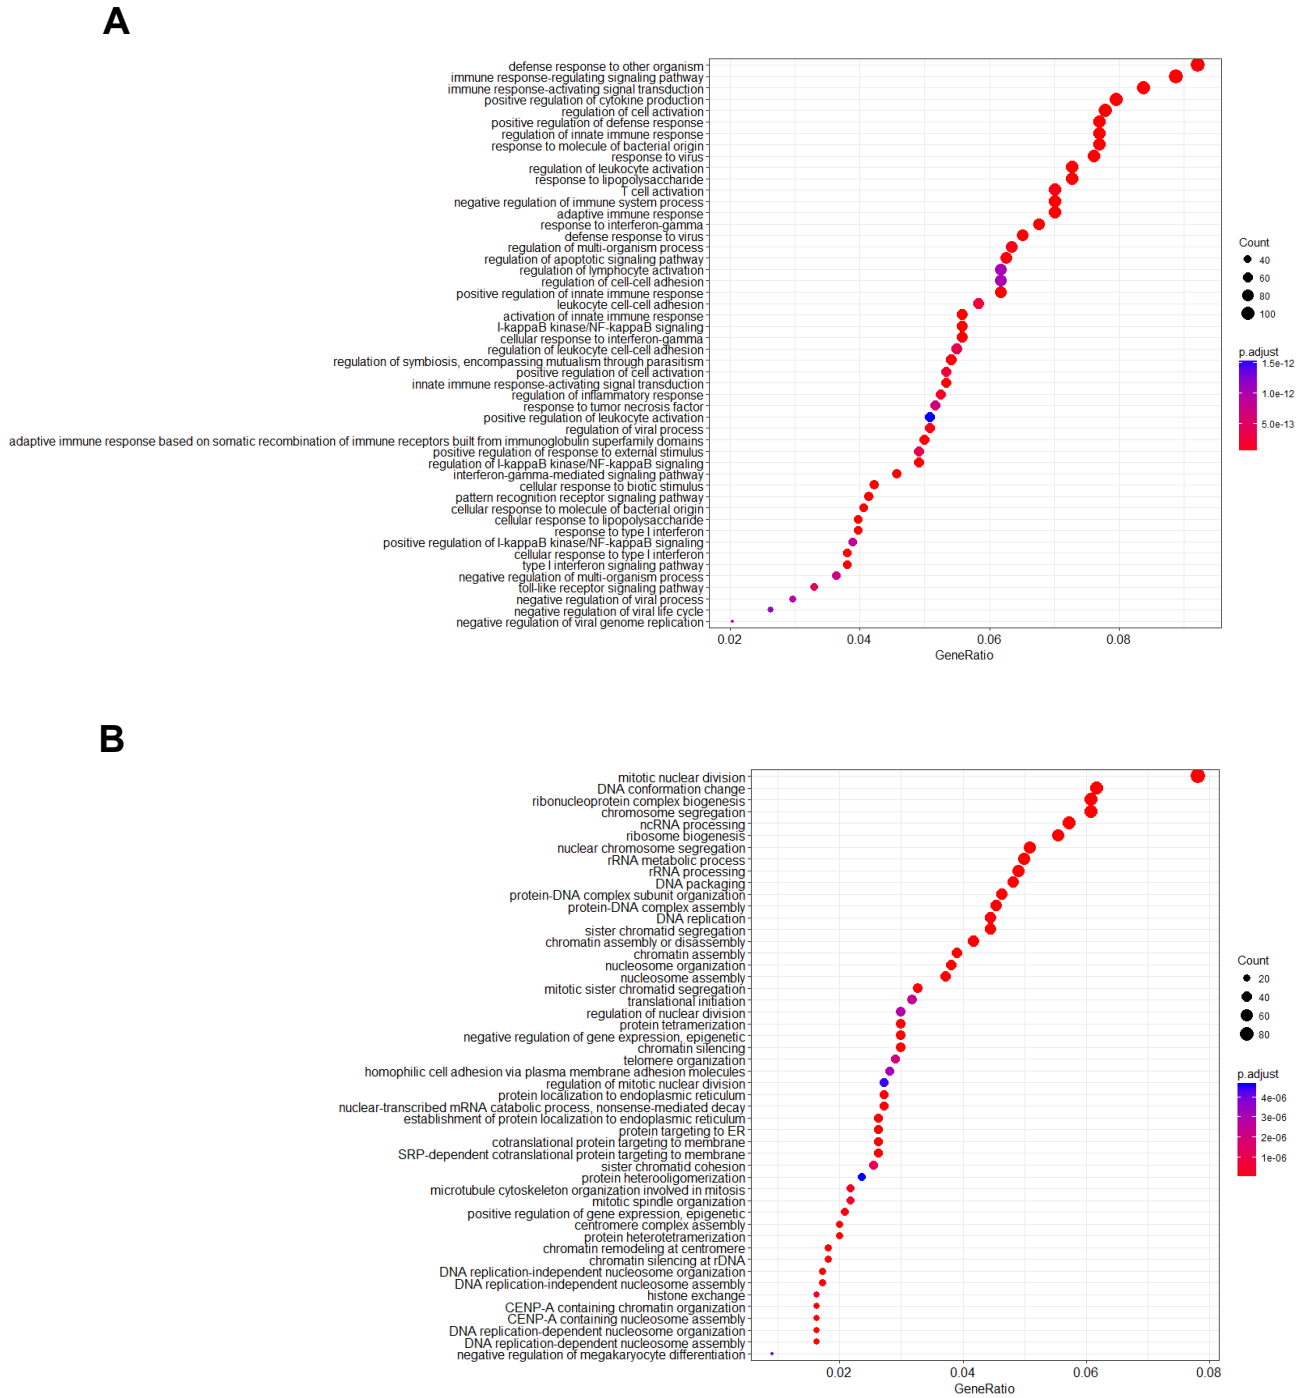 A
defense response to other organism
immune response-regulating signaling pathway
immune response-activating signal transduction
positive regulation of cytokine production
regulation of cell activation
positive regulation of defense response
regulation of innate immune response
response to molecule of bacterial origin
response to virus
regulation of leukocyte activation
response to lipopolysaccharide
T cell activation
negative regulation of immune system process
adaptive immune response
response to interferon-gamma
defense response to virus
regulation of multi-organism process
regulation of apoptotic signaling pathway
regulation of lymphocyte activation
regulation of cell-cell adhesion
positive regulation of innate immune response
leukocyte cell-cell adhesion
activation of innate immune response
I-kappaB kinase/NF-kappaB signaling
cellular response to interferon-gamma
regulation of leukocyte cell-cell adhesion
regulation of symbiosis, encompassing mutualism through parasitism
positive regulation of cell activation
innate immune response-activating signal transduction
regulation of inflammatory response
response to tumor necrosis factor
positive regulation of leukocyte activation
regulation of viral process
adaptive immune response based on somatic recombination of immune receptors built from immunoglobulin superfamily domains
positive regulation of response to external stimulus
regulation of I-kappaB kinase/NF-kappaB signaling
interferon-gamma-mediated signaling pathway
cellular response to biotic stimulus
pattern recognition receptor signaling pathway
cellular response to molecule of bacterial origin
cellular response to lipopolysaccharide
response to type I interferon
positive regulation of I-kappaB kinase/NF-kappaB signaling
cellular response to type I interferon
type I interferon signaling pathway
negative regulation of multi-organism process
toll-like receptor signaling pathway
negative regulation of viral process
negative regulation of viral life cycle
negative regulation of viral genome replication
0.02 0.04 0.06 0.08
GeneRatio
Count
40
60
80
100
p.adjust
1.5e-12
1.0e-12
5.0e-13
B
mitotic nuclear division
DNA conformation change
ribonucleoprotein complex biogenesis
chromosome segregation
ncRNA processing
ribosome biogenesis
nuclear chromosome segregation
rRNA metabolic process
rRNA processing
DNA packaging
protein-DNA complex subunit organization
protein-DNA complex assembly
DNA replication
sister chromatid segregation
chromatin assembly or disassembly
chromatin assembly
nucleosome organization
nucleosome assembly
mitotic sister chromatid segregation
translational initiation
regulation of nuclear division
protein tetramerization
negative regulation of gene expression, epigenetic
chromatin silencing
telomere organization
homophilic cell adhesion via plasma membrane adhesion molecules
regulation of mitotic nuclear division
protein localization to endoplasmic reticulum
nuclear-transcribed mRNA catabolic process, nonsense-mediated decay
establishment of protein localization to endoplasmic reticulum
protein targeting to ER
cotranslational protein targeting to membrane
SRP-dependent cotranslational protein targeting to membrane
sister chromatid cohesion
protein heterooligomerization
microtubule cytoskeleton organization involved in mitosis
mitotic spindle organization
positive regulation of gene expression, epigenetic
centromere complex assembly
protein heterotetramerization
chromatin remodeling at centromere
chromatin silencing at rDNA
DNA replication-independent nucleosome organization
DNA replication-independent nucleosome assembly
histone exchange
CENP-A containing chromatin organization
CENP-A containing nucleosome assembly
DNA replication-dependent nucleosome organization
DNA replication-dependent nucleosome assembly
negative regulation of megakaryocyte differentiation
0.02 0.04 0.06 0.08
GeneRatio
Count
20
40
60
80
p.adjust
4e-06
3e-06
2e-06
1e-06